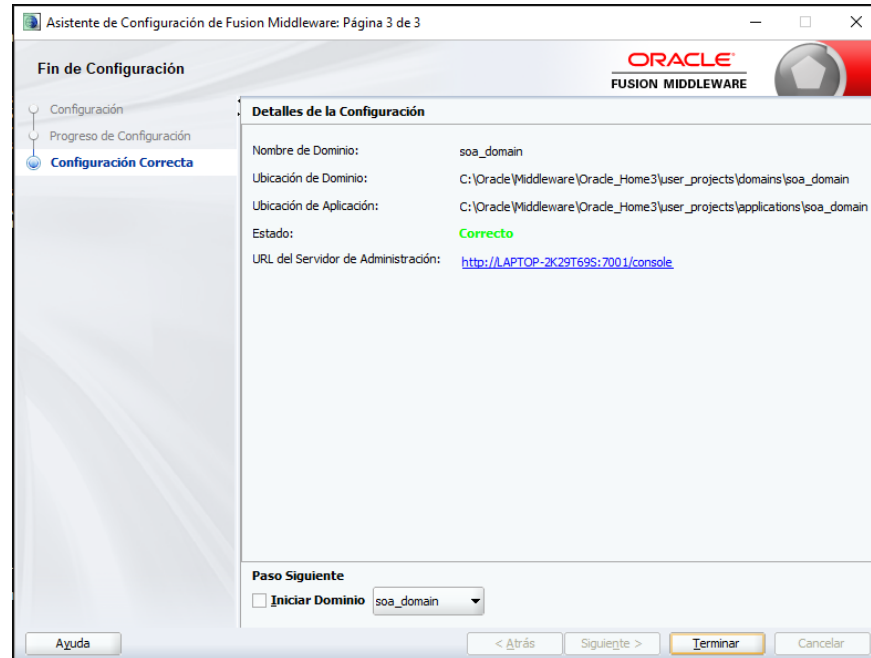 Asistente de Configuración de Fusion Middleware: Página 3 de 3
Fin de Configuración
ORACLE
FUSION MIDDLEWARE
Configuración
Progreso de Configuración
Configuración Correcta
Detalles de la Configuración
Nombre de Dominio: soa_domain
Ubicación de Dominio: C:\Oracle\Middleware\Oracle_Home3\user_projects\domains\soa_domain
Ubicación de Aplicación: C:\Oracle\Middleware\Oracle_Home3\user_projects\applications\soa_domain
Estado: Correcto
URL del Servidor de Administración: http://LAPTOP-2K29T69S:7001/console
Paso Siguiente
Iniciar Dominio soa_domain
Ayuda < Atrás Siguiente > Terminar Cancelar